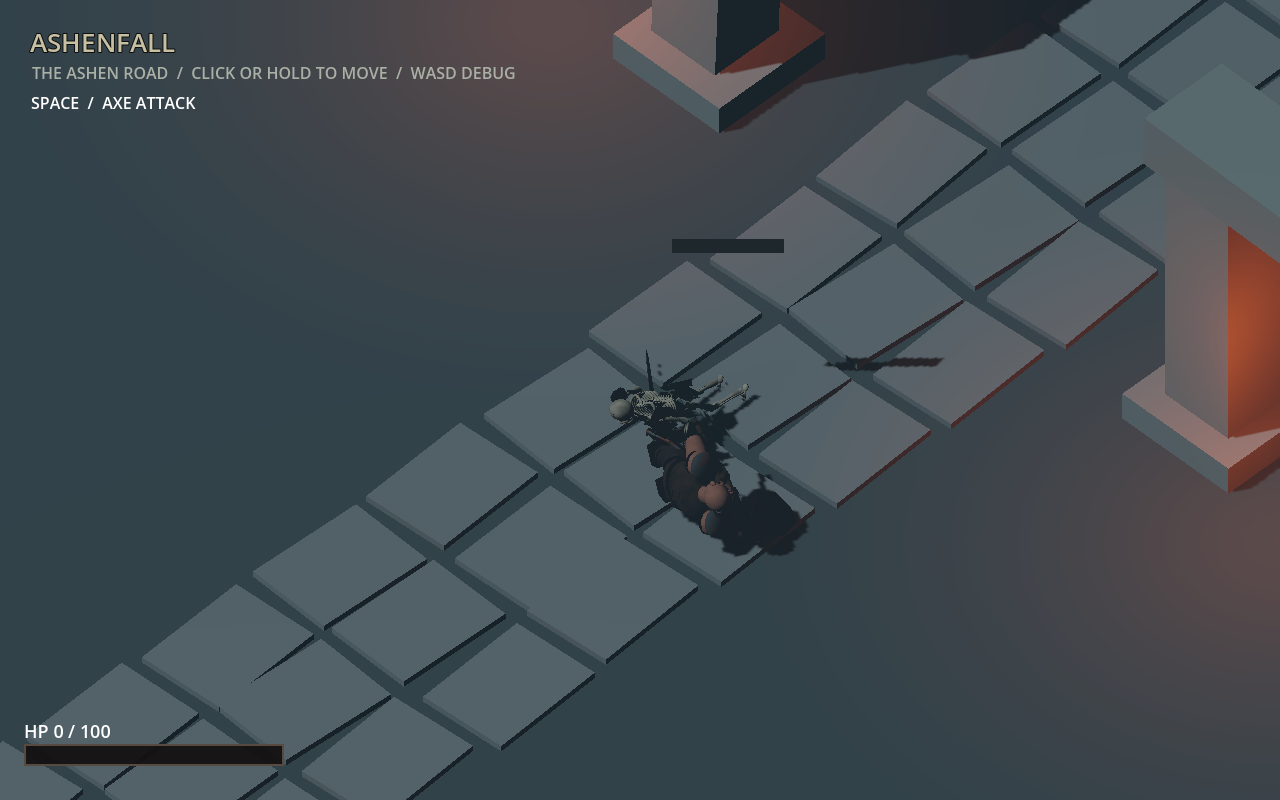 ASHENFALL
THE ASHEN ROAD / CLICK OR HOLD TO MOVE / WASD DEBUG
SPACE / AXE ATTACK
HP 0 / 100